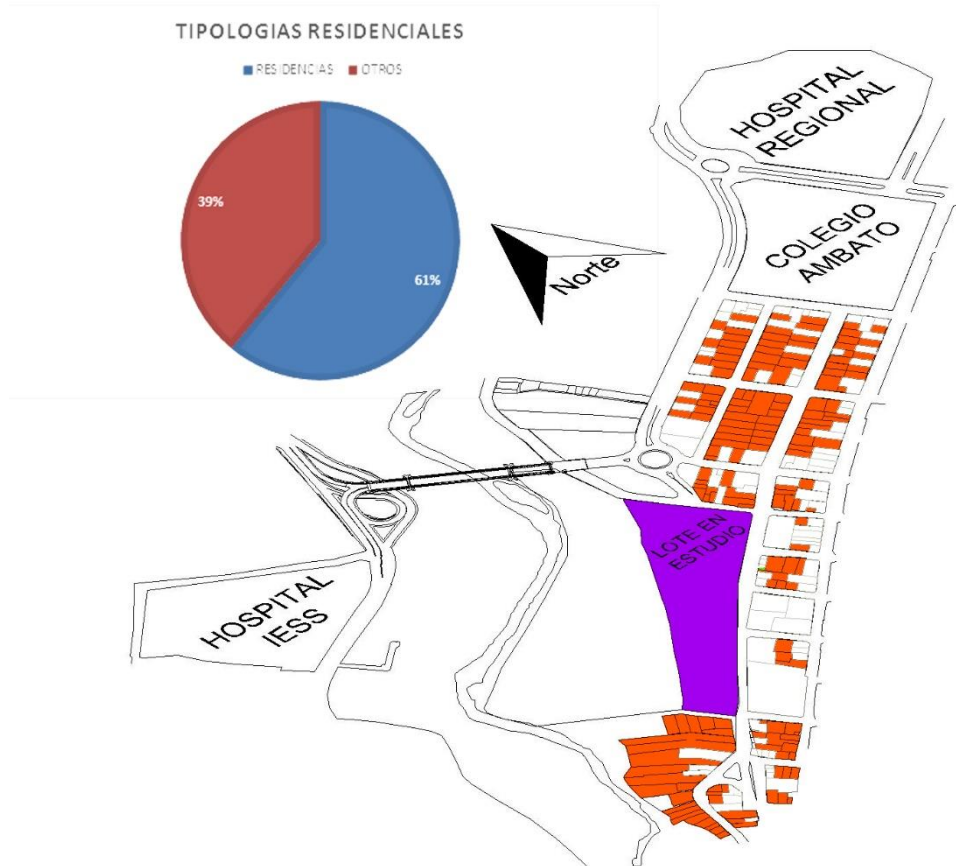 TIPOLOGIAS RESIDENCIALES
RESIDENCIAS OTROS
39%
61%
Norte
HOSPITAL
REGIONAL
COLEGIO
AMBATO
LOTE EN
ESTUDIO
HOSPITAL
IESS